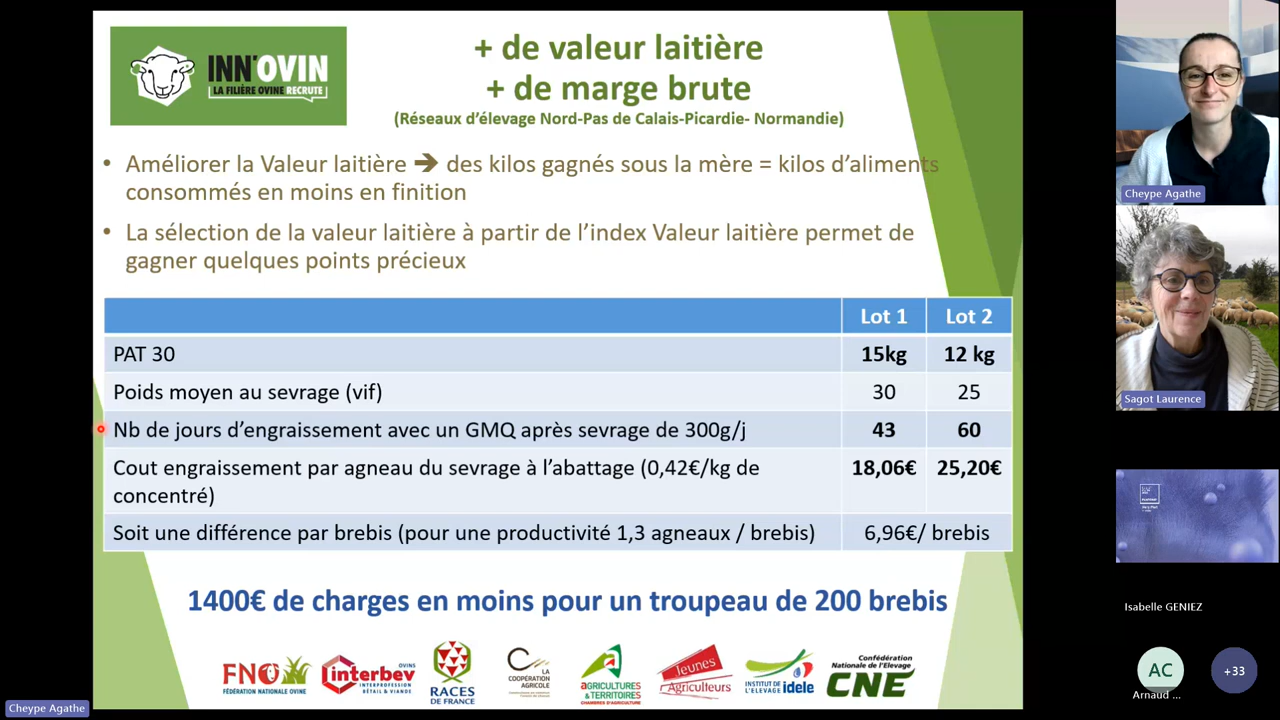 INN'OVIN
LA FILIÈRE OVINE RECRUTE
+ de valeur laitière
+ de marge brute
(Réseaux d'élevage Nord-Pas de Calais-Picardie- Normandie)
• Améliorer la Valeur laitière ➔ des kilos gagnés sous la mère = kilos d'aliments
consommés en moins en finition
• La sélection de la valeur laitière à partir de l'index Valeur laitière permet de
gagner quelques points précieux
Lot 1 Lot 2
PAT 30 15kg 12 kg
Poids moyen au sevrage (vif) 30 25
Nb de jours d'engraissement avec un GMQ après sevrage de 300g/j 43 60
Cout engraissement par agneau du sevrage à l'abattage (0,42€/kg de
concentré) 18,06€ 25,20€
Soit une différence par brebis (pour une productivité 1,3 agneaux / brebis) 6,96€/ brebis
1400€ de charges en moins pour un troupeau de 200 brebis
FNO
FÉDÉRATION NATIONALE OVINE
interbev OVINS
INTERPROFESSION
BÉTAIL & VIANDES
RACES
DE FRANCE
LA
COOPÉRATION
AGRICOLE
AGRICULTURES
& TERRITOIRES
CHAMBRES D'AGRICULTURE
Jeunes
Agriculteurs
INSTITUT DE
L'ELEVAGE idele
Confédération
Nationale de l'Elevage
CNE
Cheype Agathe
Sagot Laurence
Isabelle GENIEZ
AC
Arnaud ...
+33
Cheype Agathe